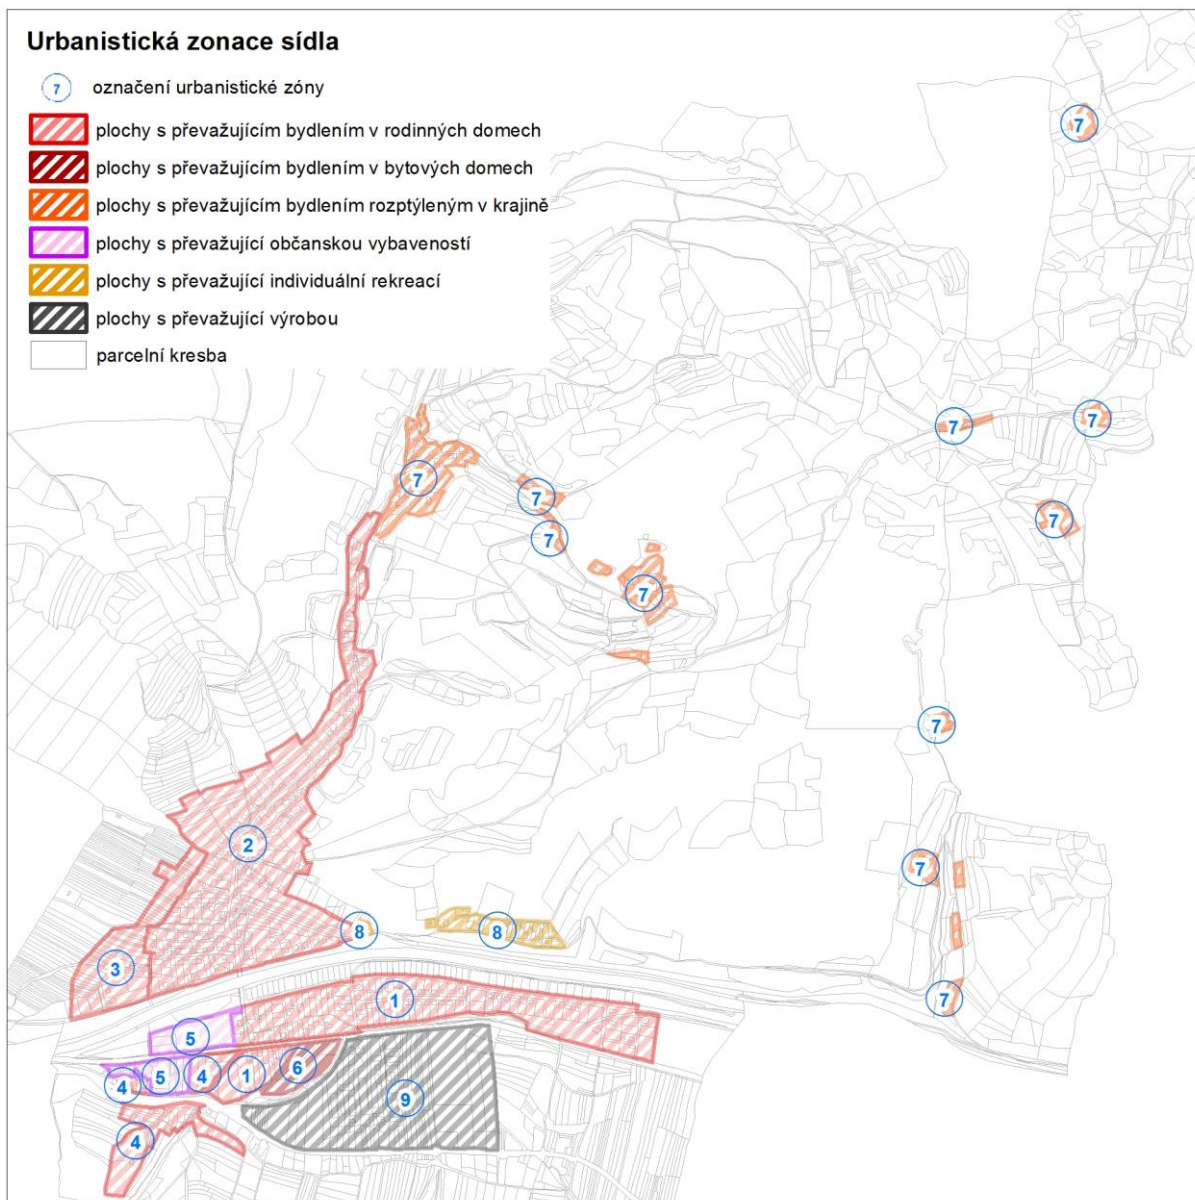 Urbanistická zonace sídla
7 označení urbanistické zóny
plochy s převažujícím bydlením v rodinných domech
plochy s převažujícím bydlením v bytových domech
plochy s převažujícím bydlením rozptýleným v krajině
plochy s převažující občanskou vybaveností
plochy s převažující individuální rekreací
plochy s převažující výrobou
parcelní kresba
7
7
7
7
7
7
7
7
7
7
2
7
8
8
3
1
7
5
4
5
4
1
6
9
4